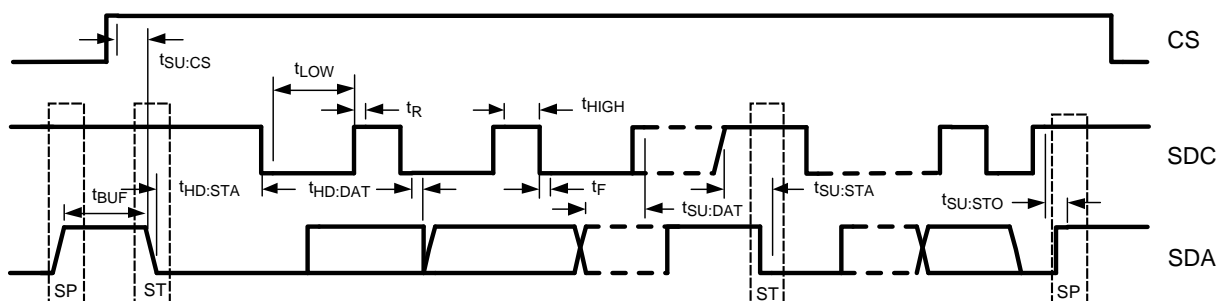 CS
tSU:CS
tLOW
tR
tHIGH
SDC
tBUF
tHD:STA
tHD:DAT
tF
tSU:DAT
tSU:STA
tSU:STO
SDA
SP
ST
ST
SP